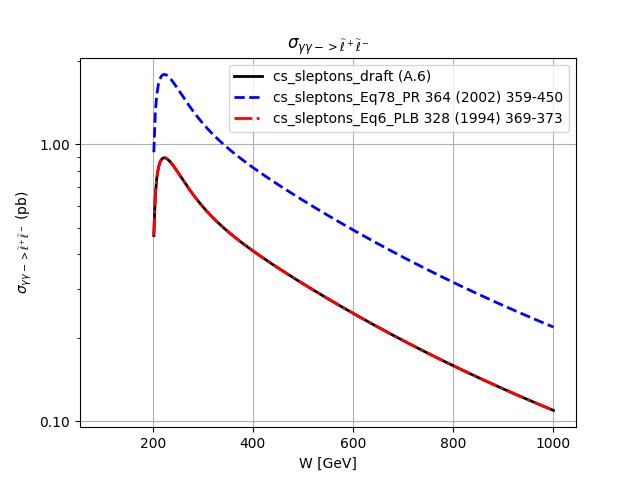 σγγ−>ℓ̃⁺ℓ̃⁻
cs_sleptons_draft (A.6)
cs_sleptons_Eq78_PR 364 (2002) 359-450
cs_sleptons_Eq6_PLB 328 (1994) 369-373
1.00
0.10
σγγ−>ℓ̃⁺ℓ̃⁻ (pb)
200 400 600 800 1000
W [GeV]